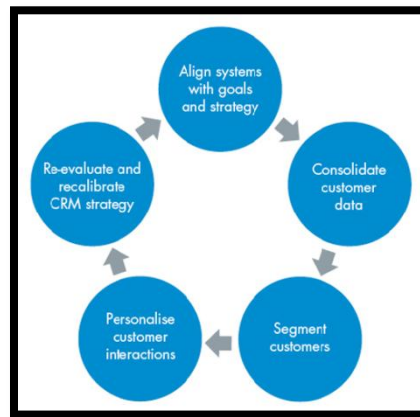 Align systems
with goals
and strategy
Consolidate
customer
data
Segment
customers
Personalise
customer
interactions
Re-evaluate and
recalibrate
CRM strategy